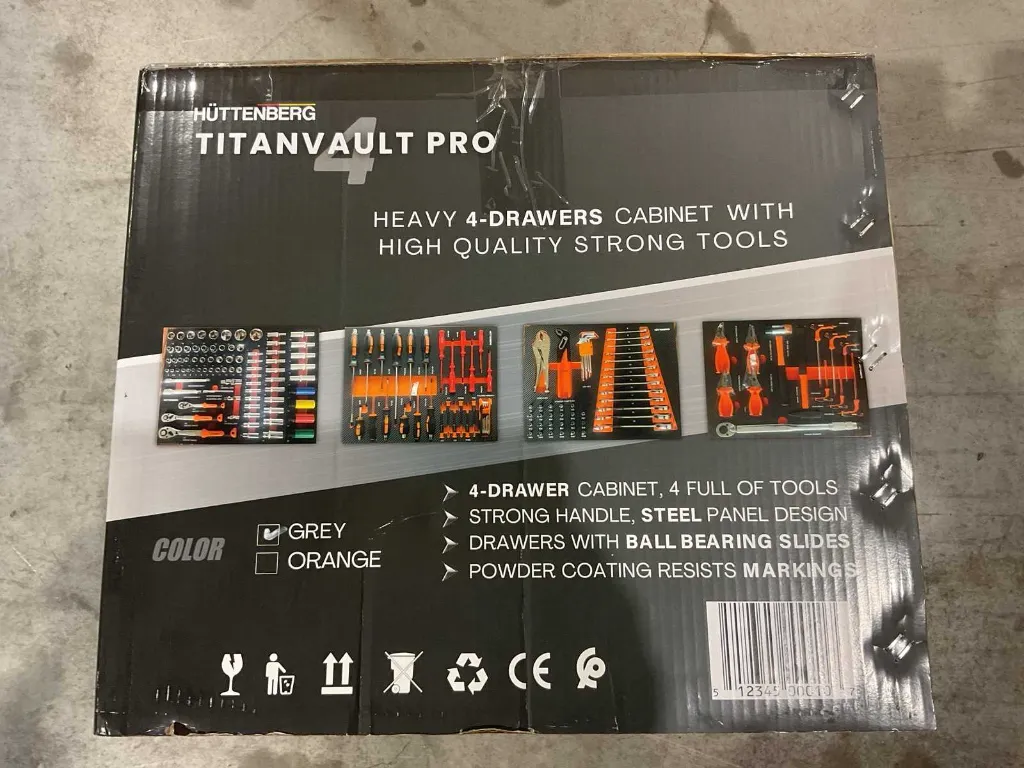 HÜTTENBERG
TITANVAULT PRO
4
HEAVY 4-DRAWERS CABINET WITH
HIGH QUALITY STRONG TOOLS
4-DRAWER CABINET, 4 FULL OF TOOLS
STRONG HANDLE, STEEL PANEL DESIGN
DRAWERS WITH BALL BEARING SLIDES
POWDER COATING RESISTS MARKINGS
COLOR
GREY
ORANGE
CE
5 12345